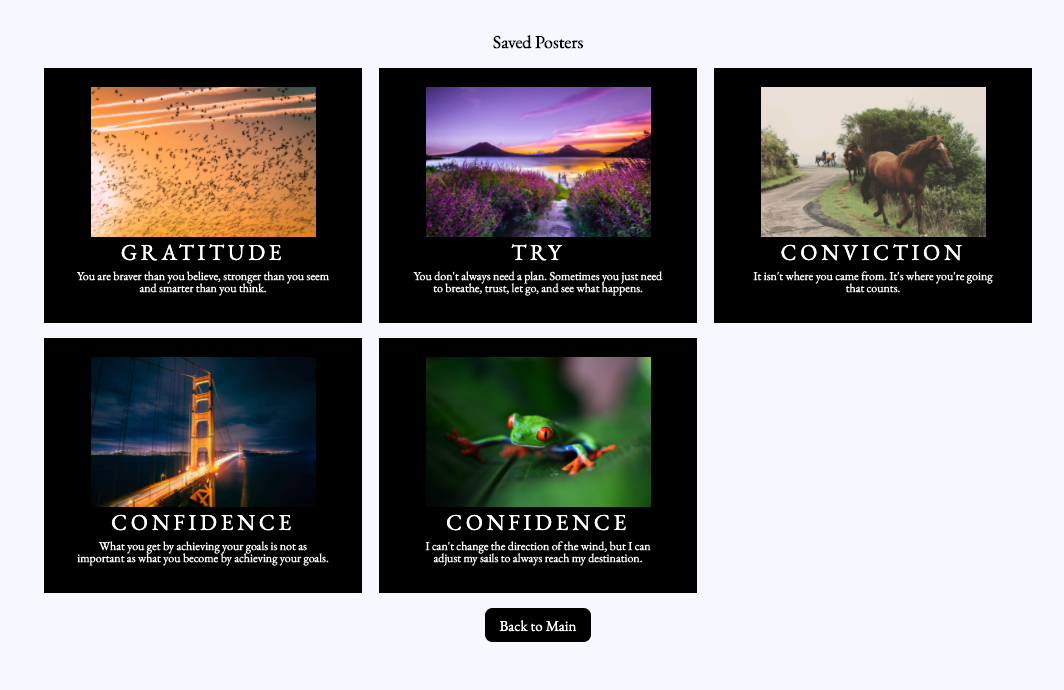 Saved Posters
GRATITUDE
You are braver than you believe, stronger than you seem
and smarter than you think.
TRY
You don't always need a plan. Sometimes you just need
to breathe, trust, let go, and see what happens.
CONVICTION
It isn't where you came from. It's where you're going
that counts.
CONFIDENCE
What you get by achieving your goals is not as
important as what you become by achieving your goals.
CONFIDENCE
I can't change the direction of the wind, but I can
adjust my sails to always reach my destination.
Back to Main